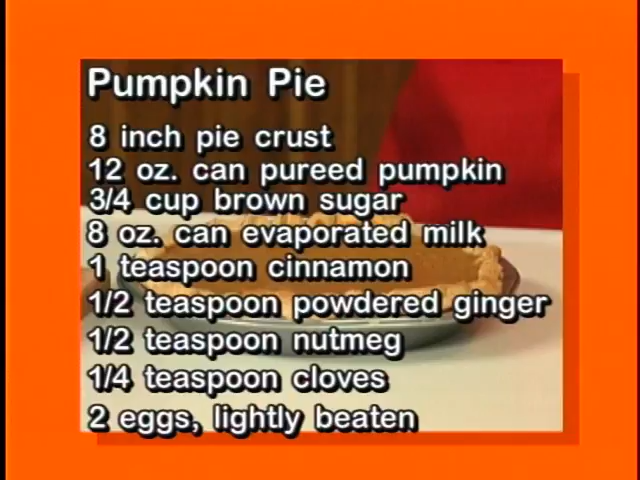 Pumpkin Pie
8 inch pie crust
12 oz. can pureed pumpkin
3/4 cup brown sugar
8 oz. can evaporated milk
1 teaspoon cinnamon
1/2 teaspoon powdered ginger
1/2 teaspoon nutmeg
1/4 teaspoon cloves
2 eggs, lightly beaten